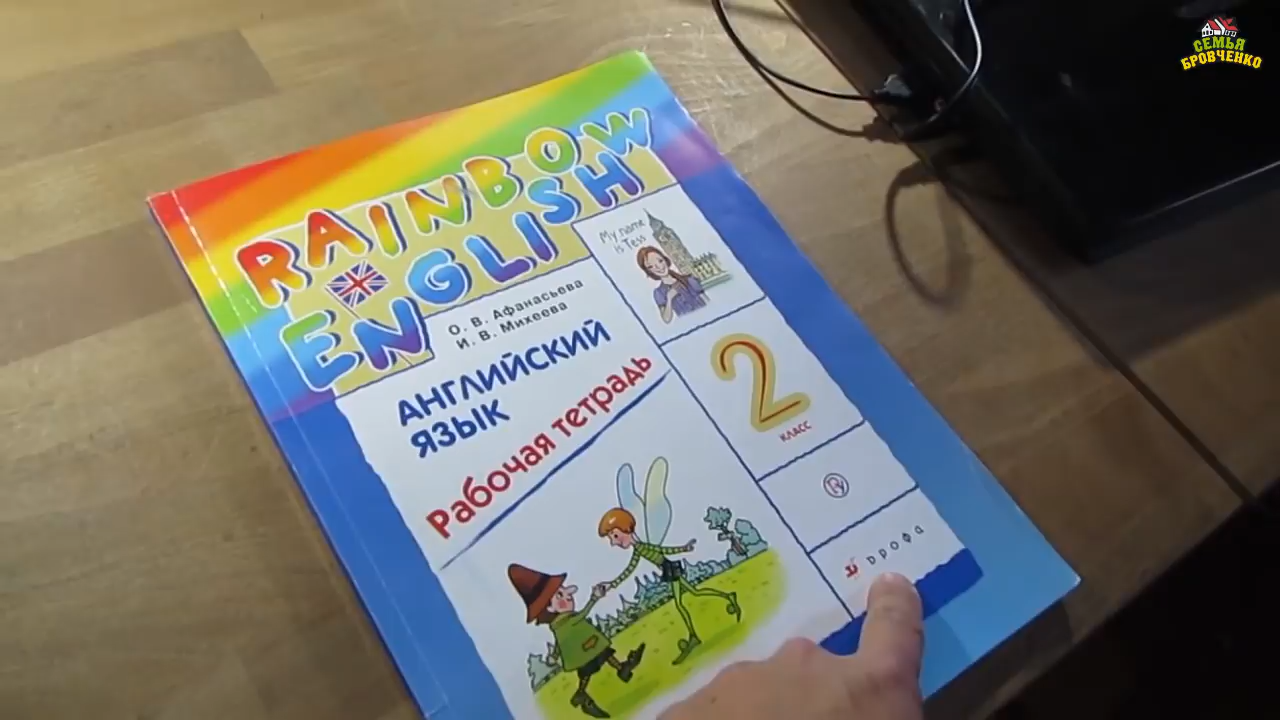 СЕМЬЯ
БРОВЧЕНКО
RAINBOW
ENGLISH
О. В. Афанасьева
И. В. Михеева
АНГЛИЙСКИЙ
ЯЗЫК
Рабочая тетрадь
My name
is Tess
2
КЛАСС
дрофа